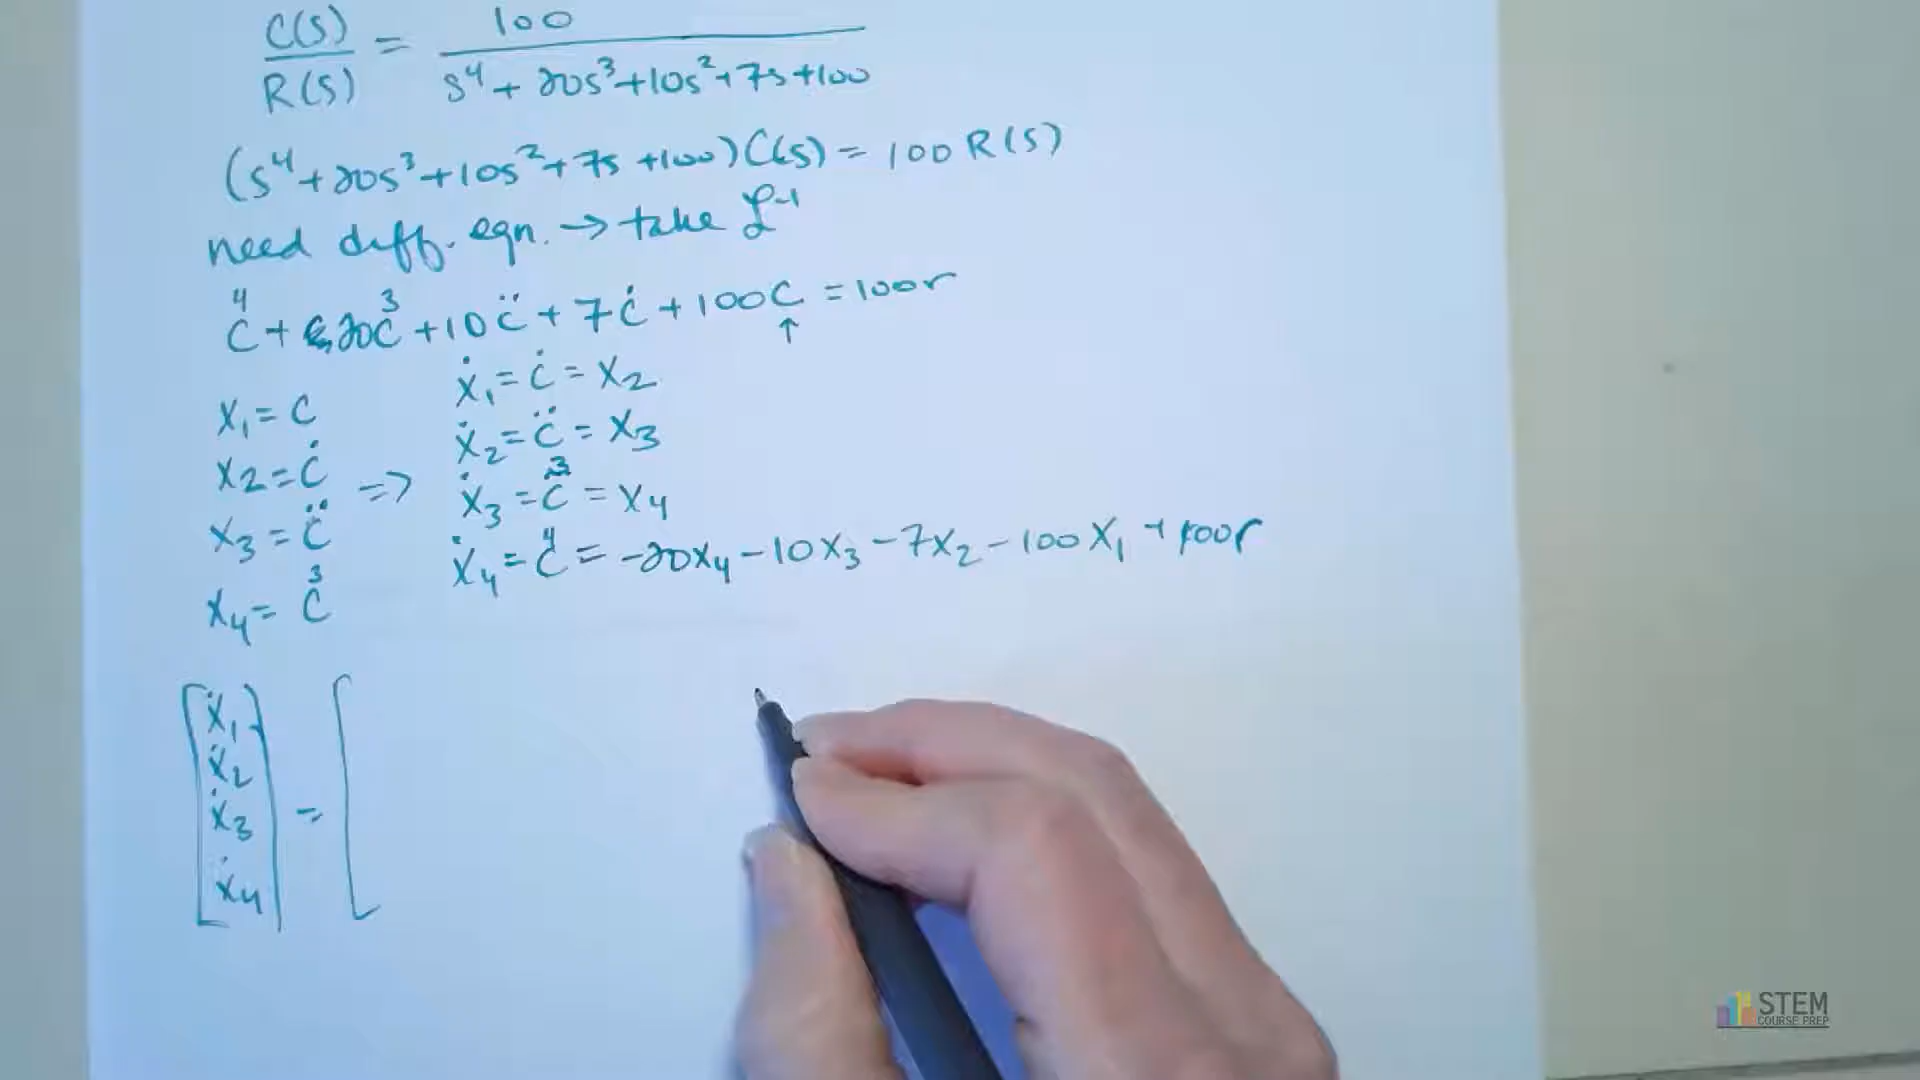 C(S)/R(S) = 100/(s⁴ + 20s³ + 10s² + 7s + 100)
(s⁴ + 20s³ + 10s² + 7s + 100) C(s) = 100 R(S)
need diff. eqn. → take ℒ⁻¹
C⁽⁴⁾ + 20C⁽³⁾ + 10C̈ + 7Ċ + 100C = 100r
↑
X₁ = C
X₂ = Ċ
X₃ = C̈
X₄ = C⁽³⁾
=>
Ẋ₁ = Ċ = X₂
Ẋ₂ = C̈ = X₃
Ẋ₃ = C⁽³⁾ = X₄
Ẋ₄ = C⁽⁴⁾ = -20X₄ - 10X₃ - 7X₂ - 100X₁ + 100r
[Ẋ₁
Ẋ₂
Ẋ₃
Ẋ₄] = [
STEM
COURSE PREP